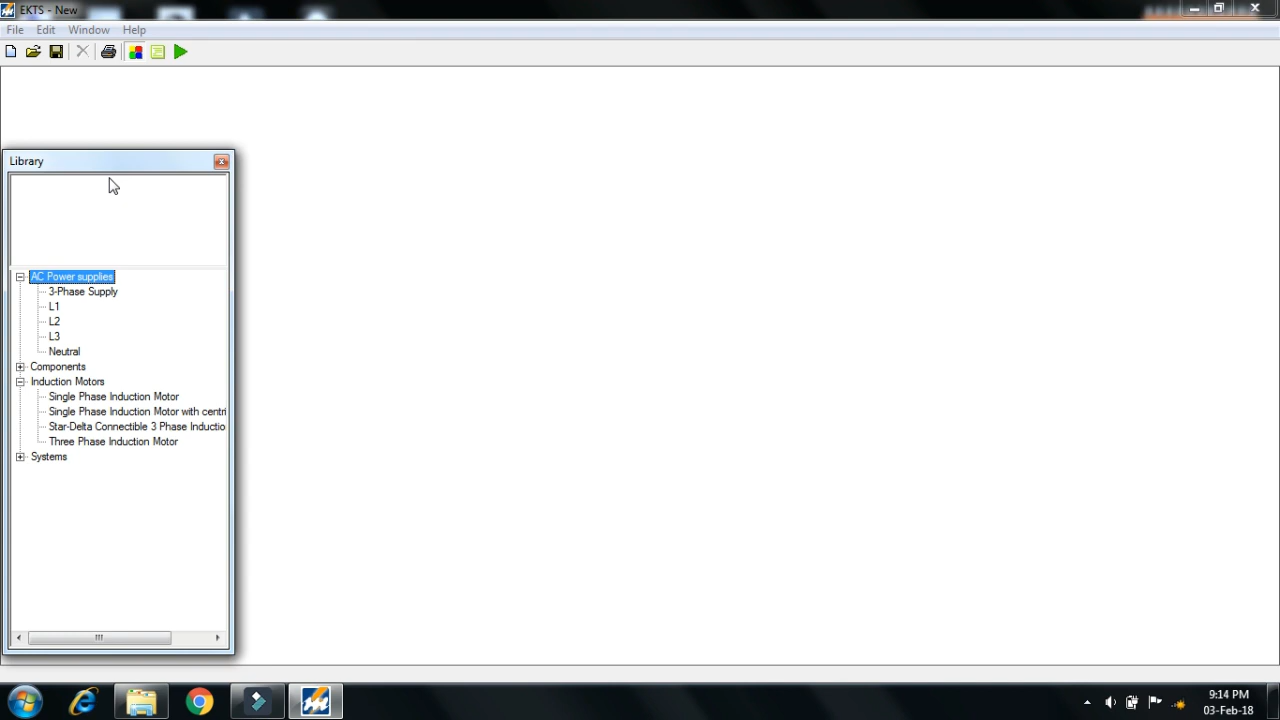 EKTS - New
File Edit Window Help
Library
AC Power supplies
3-Phase Supply
L1
L2
L3
Neutral
Components
Induction Motors
Single Phase Induction Motor
Single Phase Induction Motor with centri
Star-Delta Connectible 3 Phase Inductio
Three Phase Induction Motor
Systems
9:14 PM
03-Feb-18